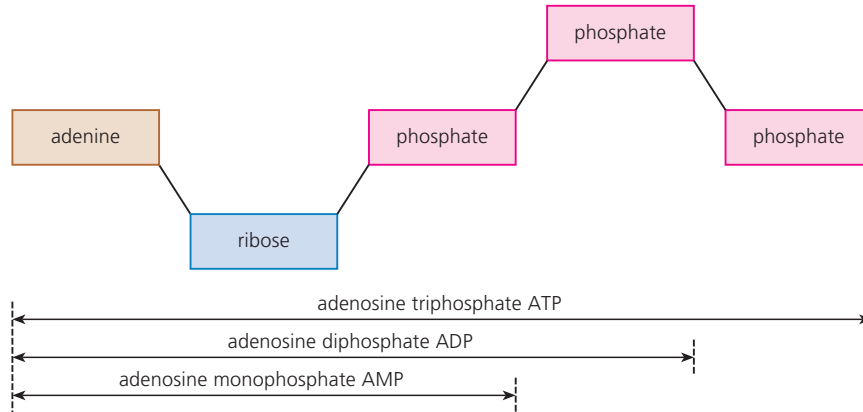 phosphate
adenine
phosphate
phosphate
ribose
adenosine triphosphate ATP
adenosine diphosphate ADP
adenosine monophosphate AMP